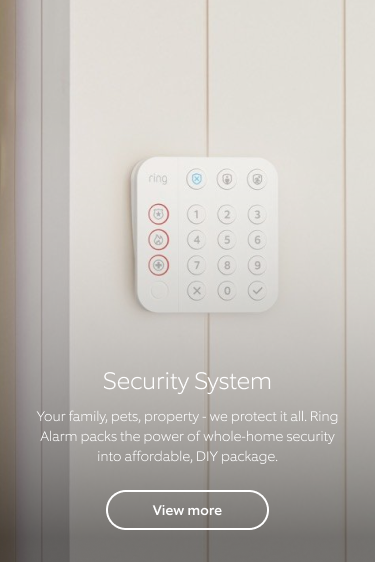 ring
1 2 3
4 5 6
7 8 9
0
Security System
Your family, pets, property - we protect it all. Ring
Alarm packs the power of whole-home security
into affordable, DIY package.
View more